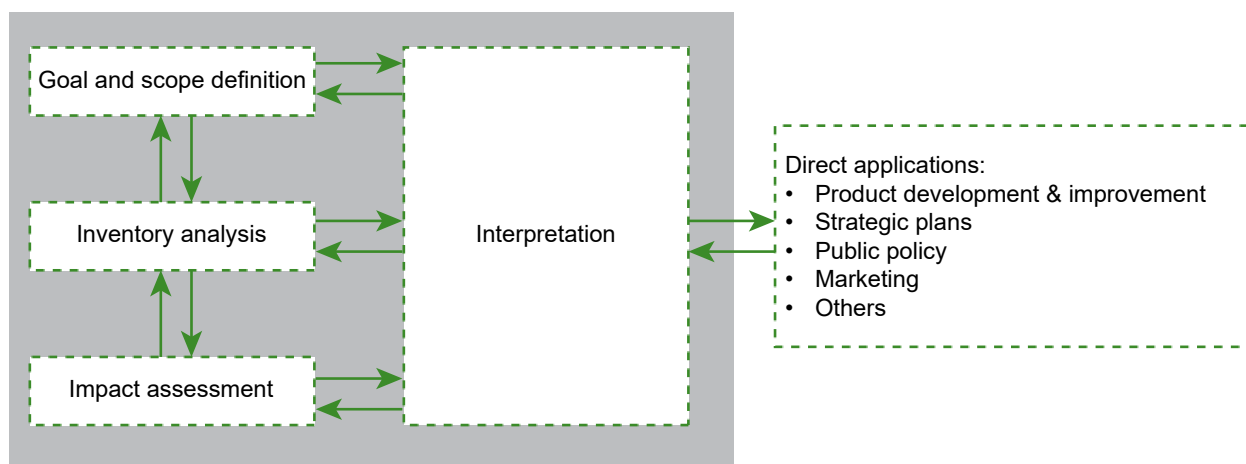 Goal and scope definition
Inventory analysis
Impact assessment
Interpretation
Direct applications:
• Product development & improvement
• Strategic plans
• Public policy
• Marketing
• Others